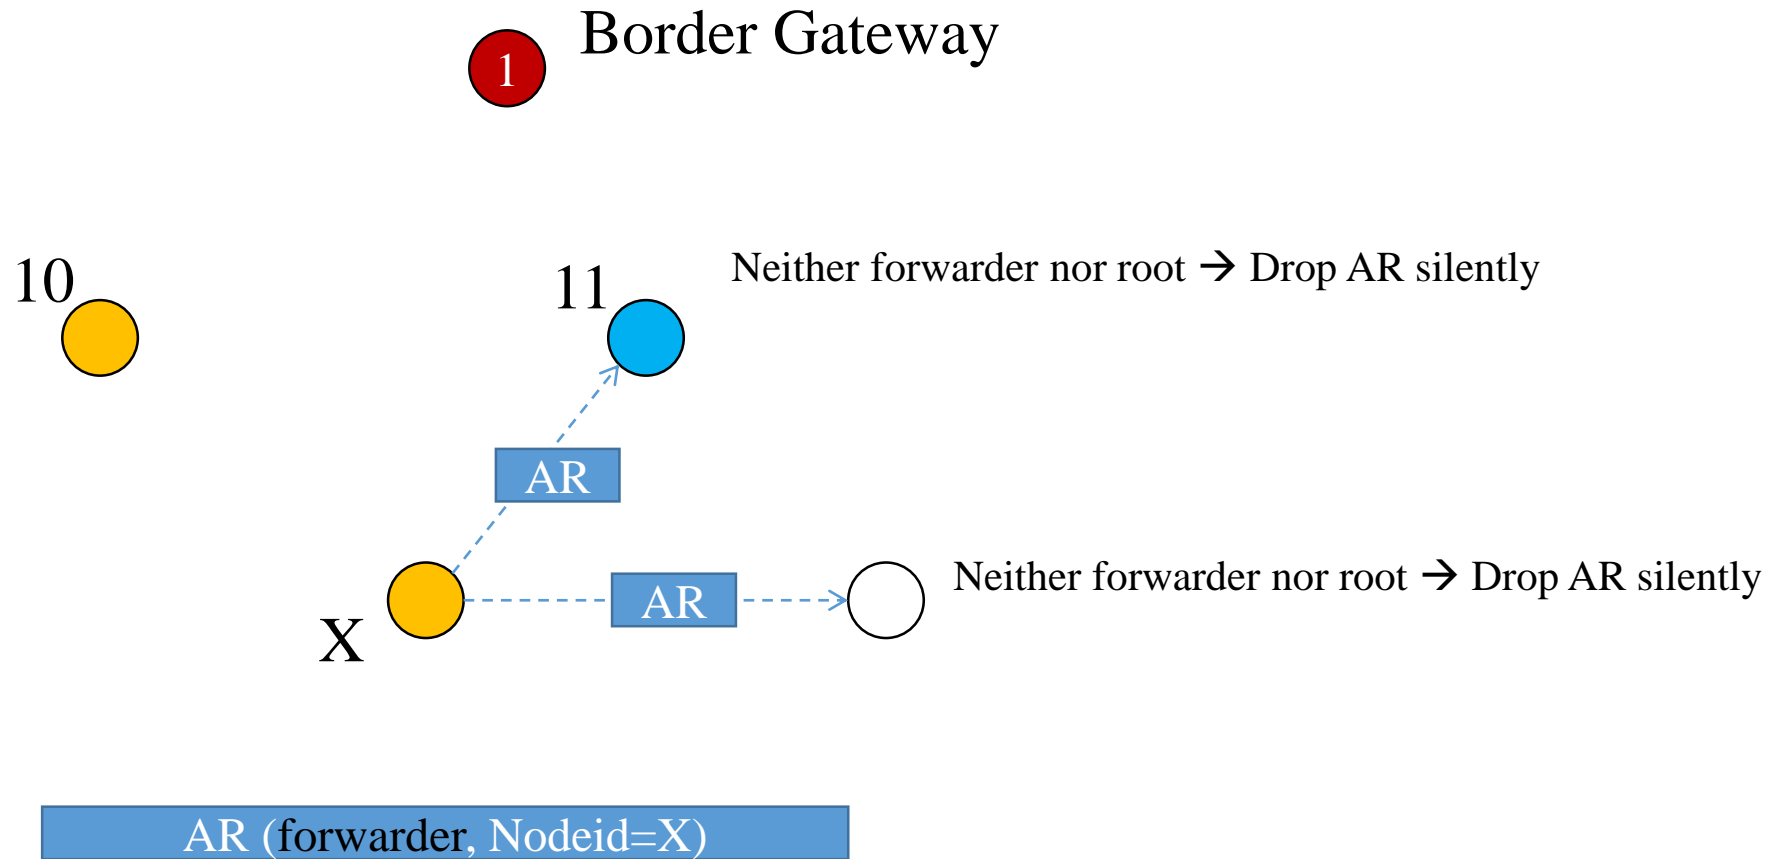 Border Gateway
1
10
11
Neither forwarder nor root → Drop AR silently
AR
Neither forwarder nor root → Drop AR silently
AR
X
AR (forwarder, Nodeid=X)